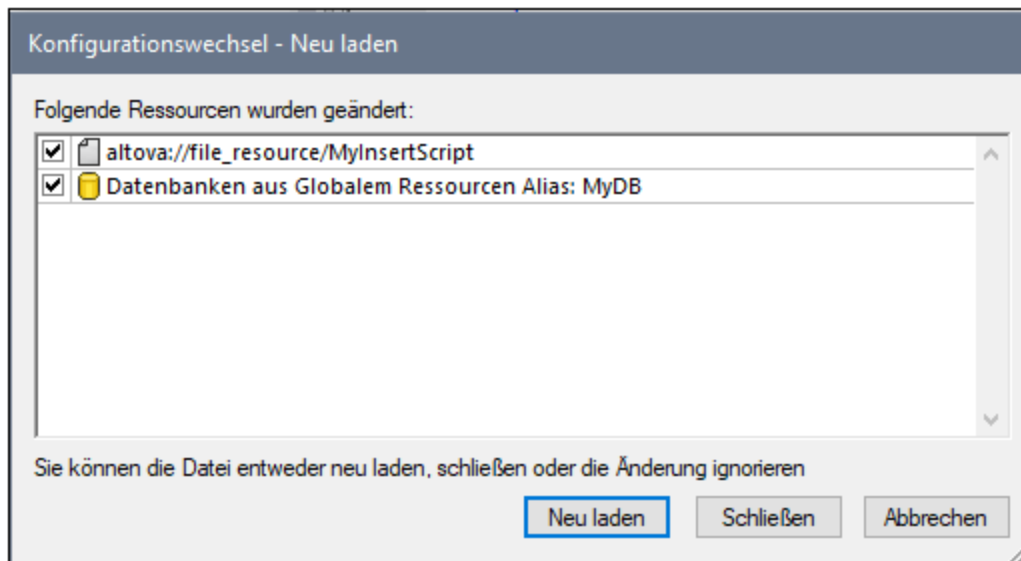 Konfigurationswechsel - Neu laden
Folgende Ressourcen wurden geändert:
altova://file_resource/MyInsertScript
Datenbanken aus Globalem Ressourcen Alias: MyDB
Sie können die Datei entweder neu laden, schließen oder die Änderung ignorieren
Neu laden Schließen Abbrechen